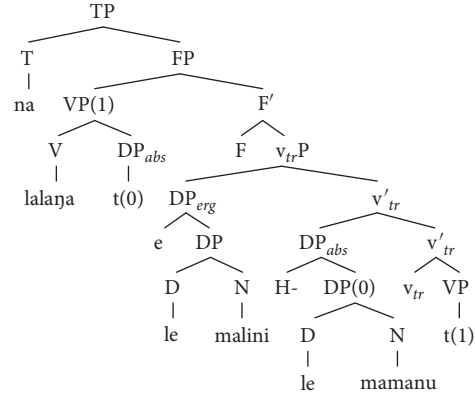 TP
T FP
na VP(1) F′
V DP_abs F v_trP
lalaŋa t(0) DP_erg v′_tr
e DP DP_abs v′_tr
D N H- DP(0) v_tr VP
le malini D N t(1)
le mamanu